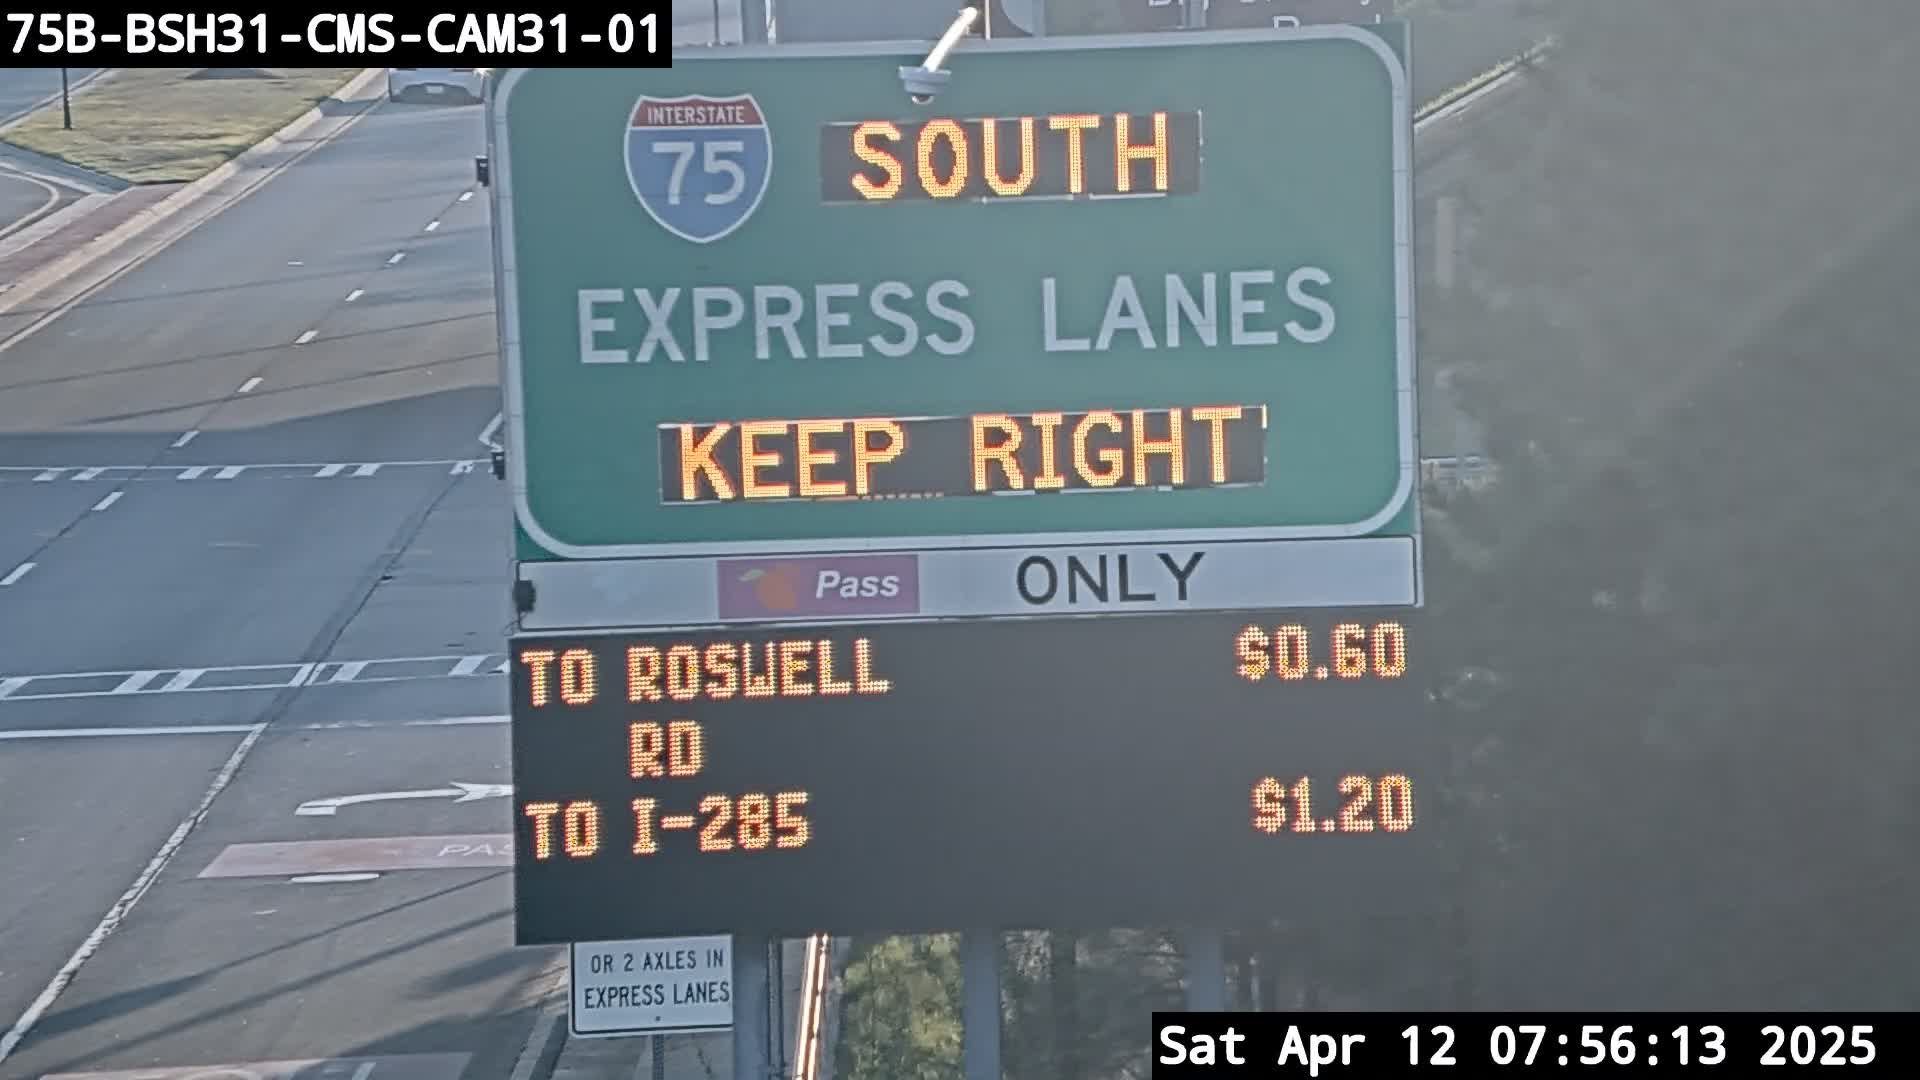 75B-BSH31-CMS-CAM31-01
INTERSTATE
75
SOUTH
EXPRESS LANES
KEEP RIGHT
Pass ONLY
TO ROSWELL $0.60
RD
TO I-285 $1.20
OR 2 AXLES IN
EXPRESS LANES
Sat Apr 12 07:56:13 2025